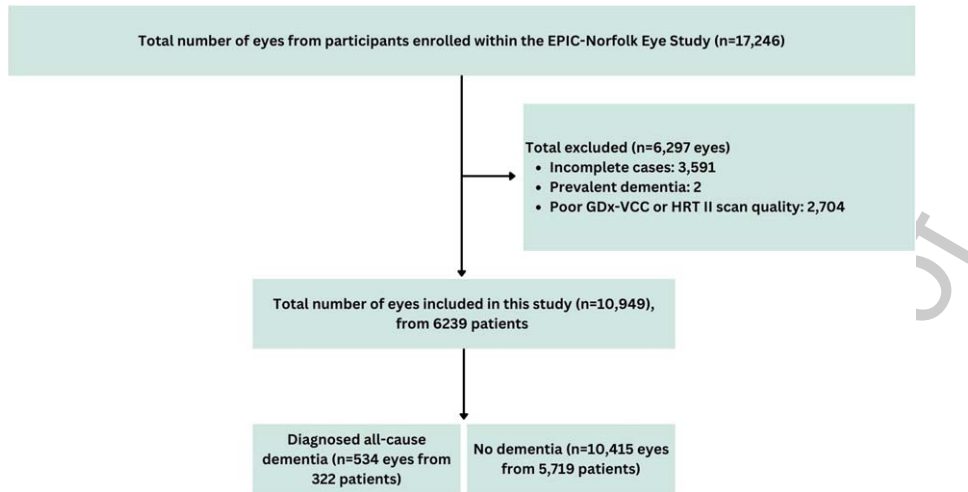 Total number of eyes from participants enrolled within the EPIC-Norfolk Eye Study (n=17,246)
Total excluded (n=6,297 eyes)
• Incomplete cases: 3,591
• Prevalent dementia: 2
• Poor GDx-VCC or HRT II scan quality: 2,704
Total number of eyes included in this study (n=10,949),
from 6239 patients
Diagnosed all-cause
dementia (n=534 eyes from
322 patients)
No dementia (n=10,415 eyes
from 5,719 patients)